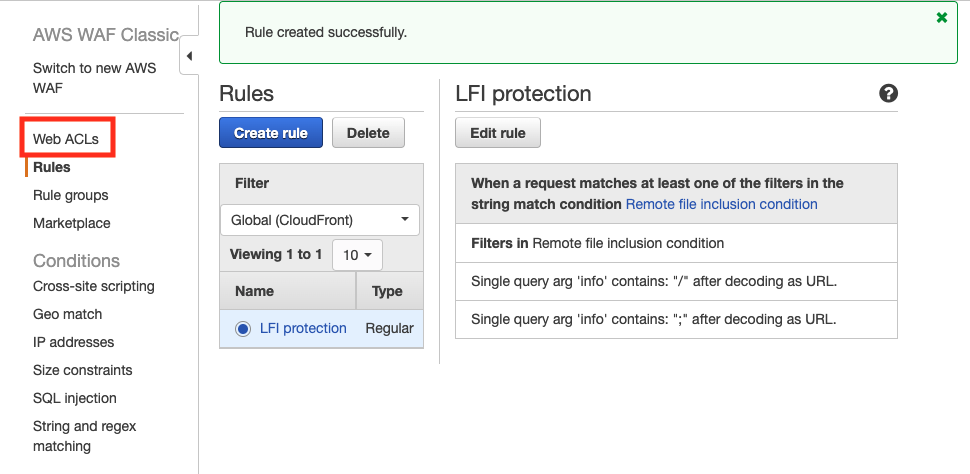 AWS WAF Classic
Switch to new AWS
WAF
Web ACLs
Rules
Rule groups
Marketplace
Conditions
Cross-site scripting
Geo match
IP addresses
Size constraints
SQL injection
String and regex
matching
Rule created successfully.
Rules
Create rule
Delete
Filter
Global (CloudFront)
Viewing 1 to 1
10
Name
Type
LFI protection
Regular
LFI protection
?
Edit rule
When a request matches at least one of the filters in the
string match condition Remote file inclusion condition
Filters in Remote file inclusion condition
Single query arg 'info' contains: "/" after decoding as URL.
Single query arg 'info' contains: ";" after decoding as URL.